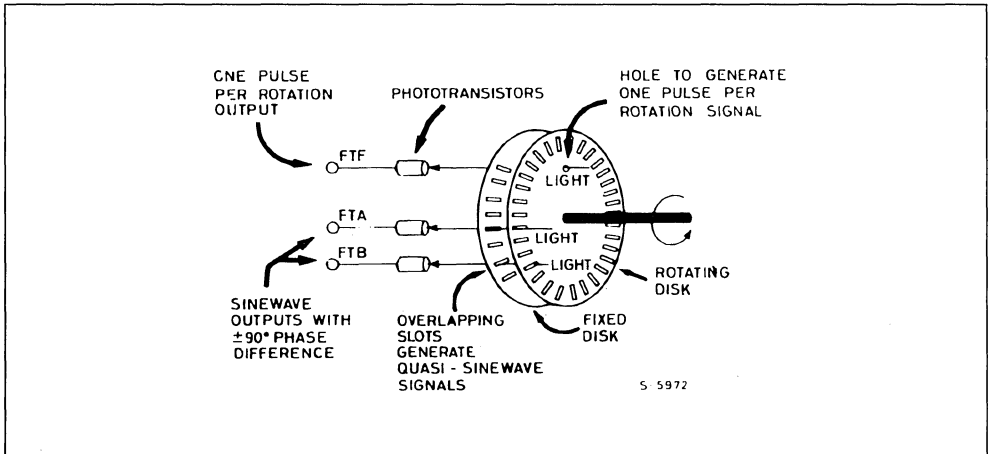 ONE PULSE
PER ROTATION
OUTPUT
PHOTOTRANSISTORS
HOLE TO GENERATE
ONE PULSE PER
ROTATION SIGNAL
FTF
LIGHT
FTA
LIGHT
FTB
LIGHT
ROTATING
DISK
SINEWAVE
OUTPUTS WITH
±90° PHASE
DIFFERENCE
OVERLAPPING
SLOTS
GENERATE
QUASI - SINEWAVE
SIGNALS
FIXED
DISK
S-5972